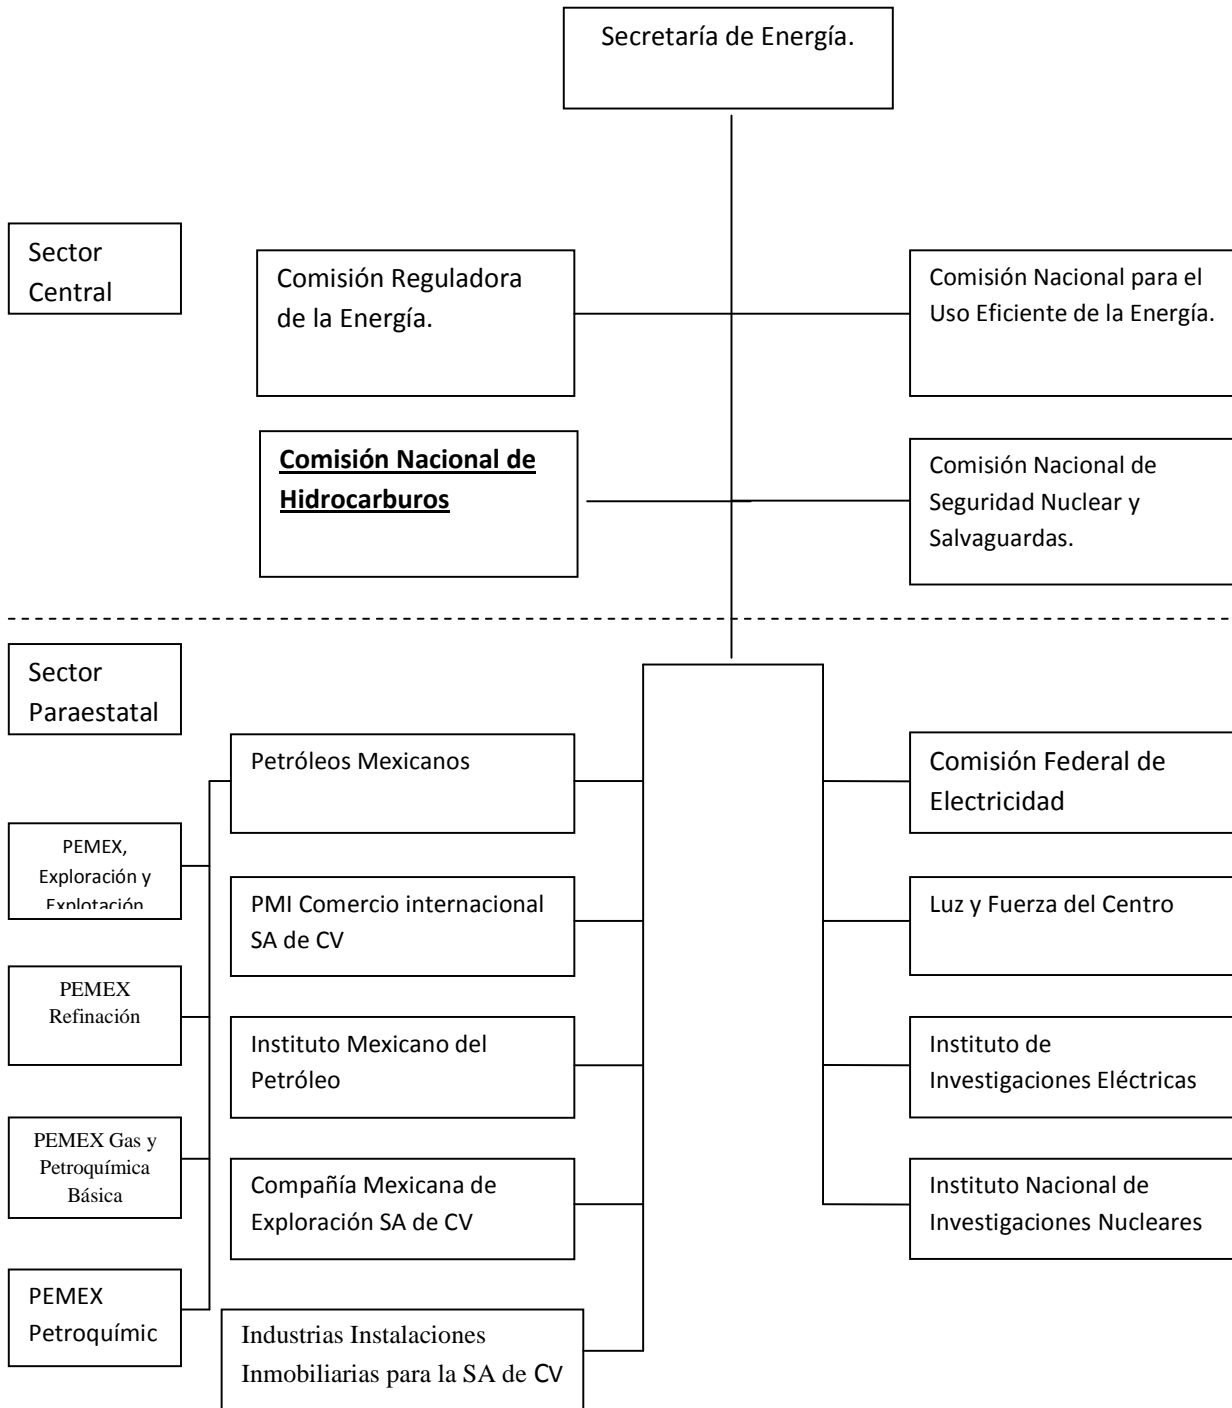 Secretaría de Energía.
Sector
Central
Comisión Reguladora
de la Energía.
Comisión Nacional para el
Uso Eficiente de la Energía.
Comisión Nacional de
Hidrocarburos
Comisión Nacional de
Seguridad Nuclear y
Salvaguardas.
Sector
Paraestatal
Petróleos Mexicanos
Comisión Federal de
Electricidad
PEMEX,
Exploración y
Explotación
PMI Comercio internacional
SA de CV
Luz y Fuerza del Centro
PEMEX
Refinación
Instituto Mexicano del
Petróleo
Instituto de
Investigaciones Eléctricas
PEMEX Gas y
Petroquímica
Básica
Compañía Mexicana de
Exploración SA de CV
Instituto Nacional de
Investigaciones Nucleares
PEMEX
Petroquímic
Industrias Instalaciones
Inmobiliarias para la SA de CV